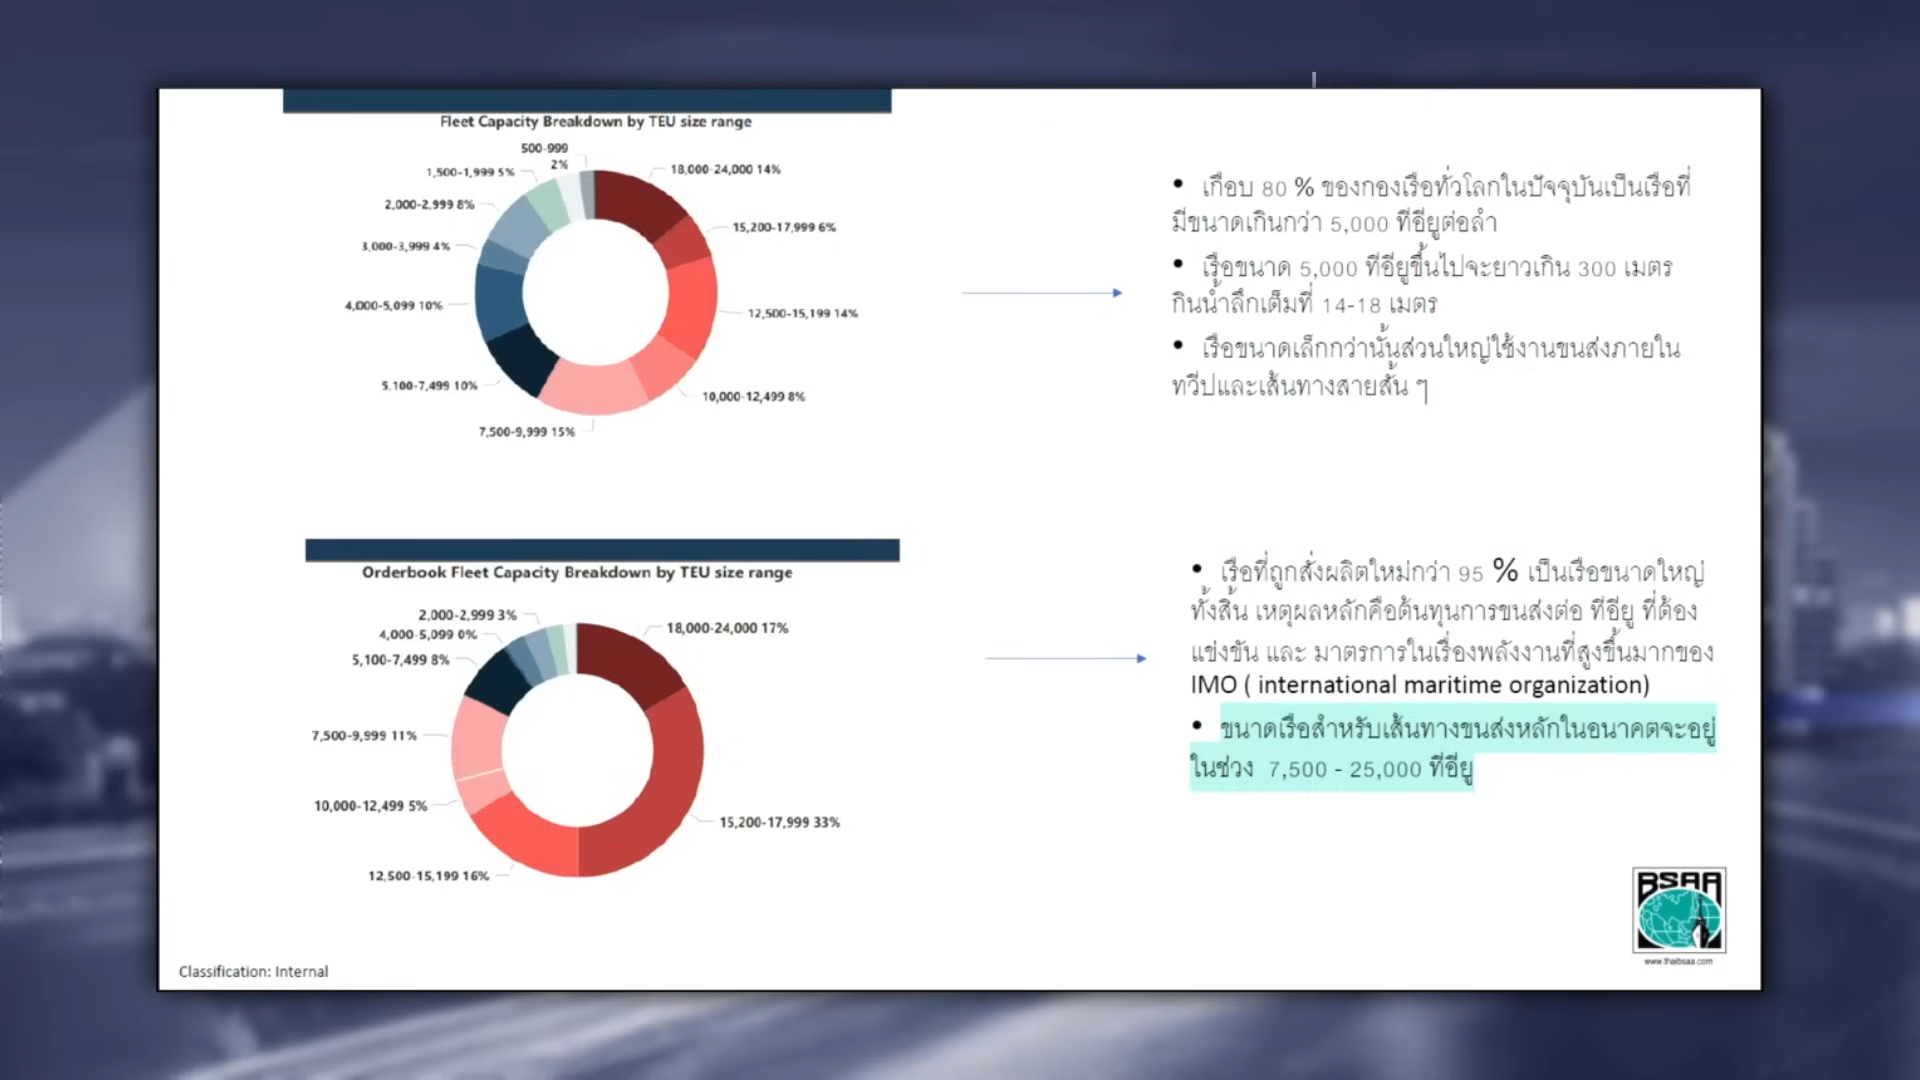 Fleet Capacity Breakdown by TEU size range
500-999
2%
18,000-24,000 14%
1,500-1,999 5%
2,000-2,999 8%
15,200-17,999 6%
3,000-3,999 4%
4,000-5,099 10%
12,500-15,199 14%
5,100-7,499 10%
10,000-12,499 8%
7,500-9,999 15%
• เกือบ 80 % ของกองเรือทั่วโลกในปัจจุบันเป็นเรือที่
มีขนาดเกินกว่า 5,000 ทีอียูต่อลำ
• เรือขนาด 5,000 ทีอียูขึ้นไปจะยาวเกิน 300 เมตร
กินน้ำลึกเต็มที่ 14-18 เมตร
• เรือขนาดเล็กกว่านั้นส่วนใหญ่ใช้งานขนส่งภายใน
ทวีปและเส้นทางสายสั้น ๆ
Orderbook Fleet Capacity Breakdown by TEU size range
2,000-2,999 3%
18,000-24,000 17%
4,000-5,099 0%
5,100-7,499 8%
7,500-9,999 11%
10,000-12,499 5%
15,200-17,999 33%
12,500-15,199 16%
• เรือที่ถูกสั่งผลิตใหม่กว่า 95 % เป็นเรือขนาดใหญ่
ทั้งสิ้น เหตุผลหลักคือต้นทุนการขนส่งต่อ ทีอียู ที่ต้อง
แข่งขัน และ มาตรการในเรื่องพลังงานที่สูงขึ้นมากของ
IMO ( international maritime organization)
• ขนาดเรือสำหรับเส้นทางขนส่งหลักในอนาคตจะอยู่
ในช่วง 7,500 - 25,000 ทีอียู
BSAA
www.thaibsaa.com
Classification: Internal